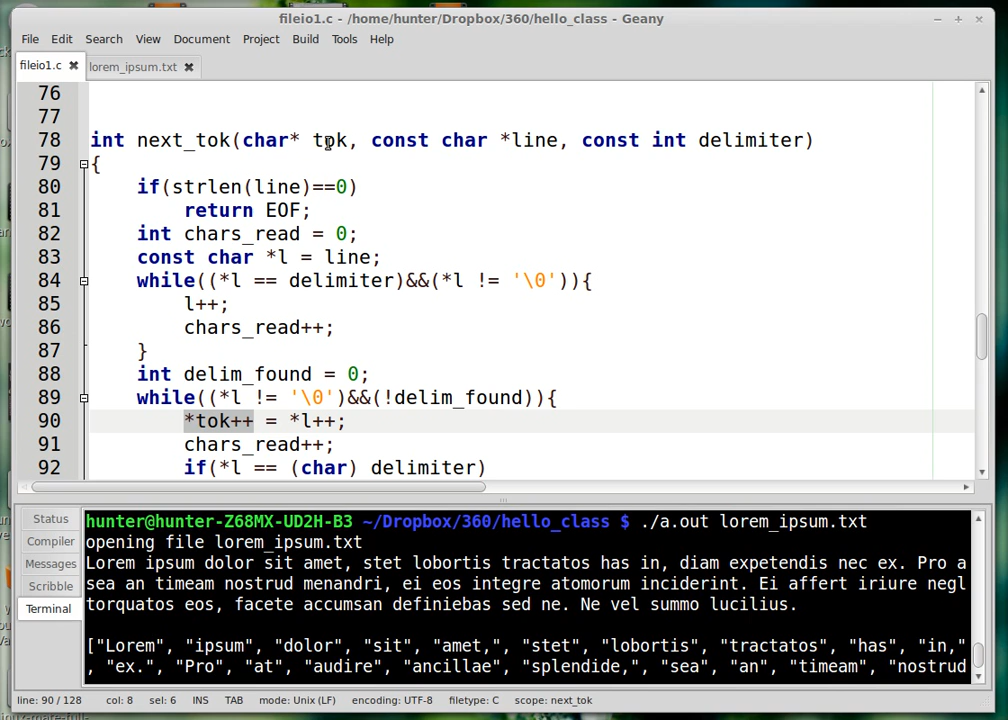 fileio1.c - /home/hunter/Dropbox/360/hello_class - Geany
File Edit Search View Document Project Build Tools Help
fileio1.c lorem_ipsum.txt
76
77
78 int next_tok(char* tok, const char *line, const int delimiter)
79 {
80 if(strlen(line)==0)
81 return EOF;
82 int chars_read = 0;
83 const char *l = line;
84 while((*l == delimiter)&&(*l != '\0')){
85 l++;
86 chars_read++;
87 }
88 int delim_found = 0;
89 while((*l != '\0')&&(!delim_found)){
90 *tok++ = *l++;
91 chars_read++;
92 if(*l == (char) delimiter)
Status
Compiler
Messages
Scribble
Terminal
hunter@hunter-Z68MX-UD2H-B3 ~/Dropbox/360/hello_class $ ./a.out lorem_ipsum.txt
opening file lorem_ipsum.txt
Lorem ipsum dolor sit amet, stet lobortis tractatos has in, diam expetendis nec ex. Pro a
sea an timeam nostrud menandri, ei eos integre atomorum inciderint. Ei affert iriure negl
torquatos eos, facete accumsan definiebas sed ne. Ne vel summo lucilius.
["Lorem", "ipsum", "dolor", "sit", "amet,", "stet", "lobortis", "tractatos", "has", "in,"
, "ex.", "Pro", "at", "audire", "ancillae", "splendide,", "sea", "an", "timeam", "nostrud
line: 90 / 128 col: 8 sel: 6 INS TAB mode: Unix (LF) encoding: UTF-8 filetype: C scope: next_tok